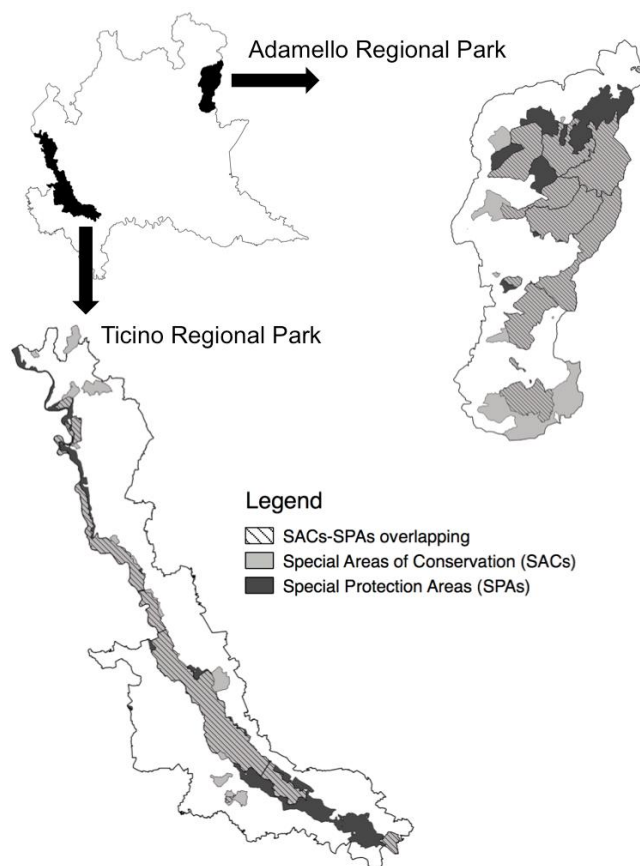 Adamello Regional Park
Ticino Regional Park
Legend
SACs-SPAs overlapping
Special Areas of Conservation (SACs)
Special Protection Areas (SPAs)